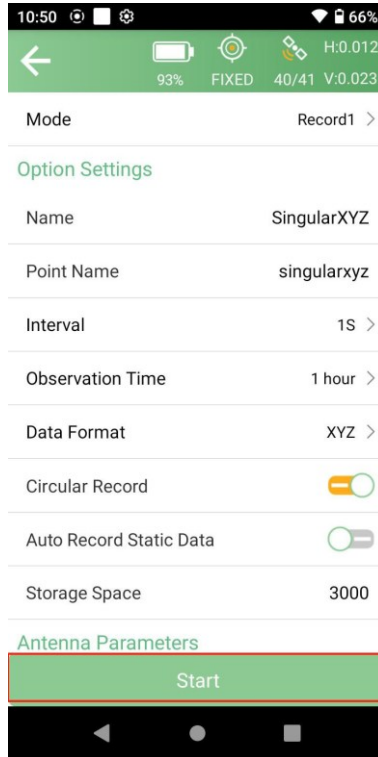 10:50 66%
H:0.012
93% FIXED 40/41 V:0.023
Mode Record1
Option Settings
Name SingularXYZ
Point Name singularxyz
Interval 1S
Observation Time 1 hour
Data Format XYZ
Circular Record
Auto Record Static Data
Storage Space 3000
Antenna Parameters
Start